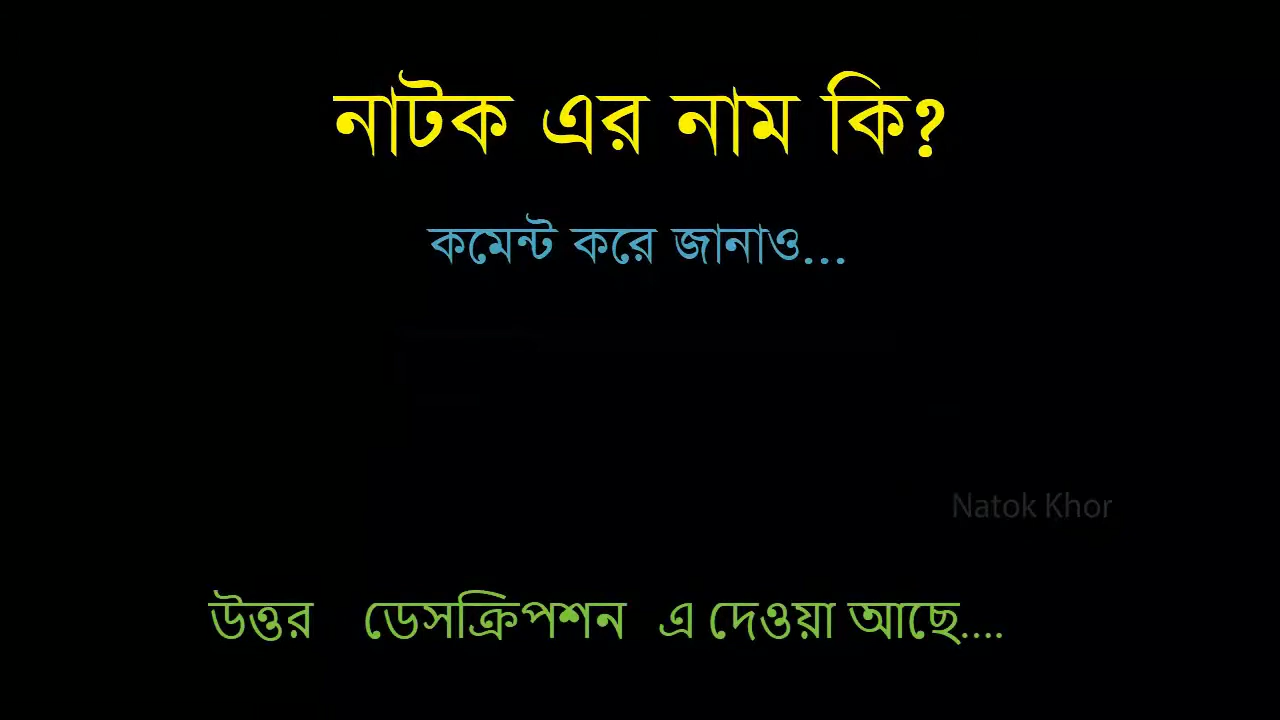 নাটক এর নাম কি?
কমেন্ট করে জানাও...
Natok Khor
উত্তর ডেসক্রিপশন এ দেওয়া আছে....